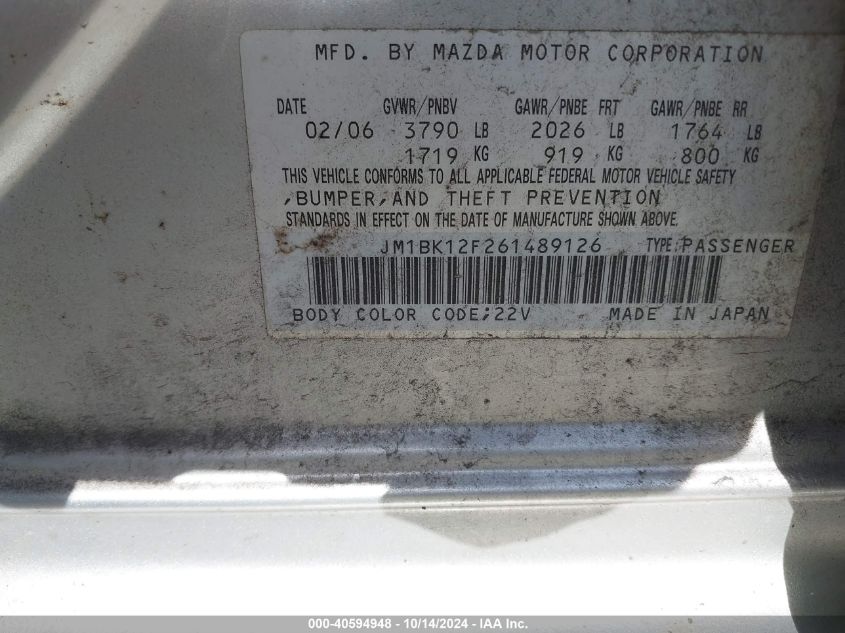 MFD. BY MAZDA MOTOR CORPORATION
DATE GVWR/PNBV GAWR/PNBE FRT GAWR/PNBE RR
02/06 3790 LB 2026 LB 1764 LB
1719 KG 919 KG 800 KG
THIS VEHICLE CONFORMS TO ALL APPLICABLE FEDERAL MOTOR VEHICLE SAFETY
,BUMPER,AND THEFT PREVENTION
STANDARDS IN EFFECT ON THE DATE OF MANUFACTURE SHOWN ABOVE.
JM1BK12F261489126 TYPE:PASSENGER
BODY COLOR CODE;22V MADE IN JAPAN
000-40594948 - 10/14/2024 - IAA Inc.